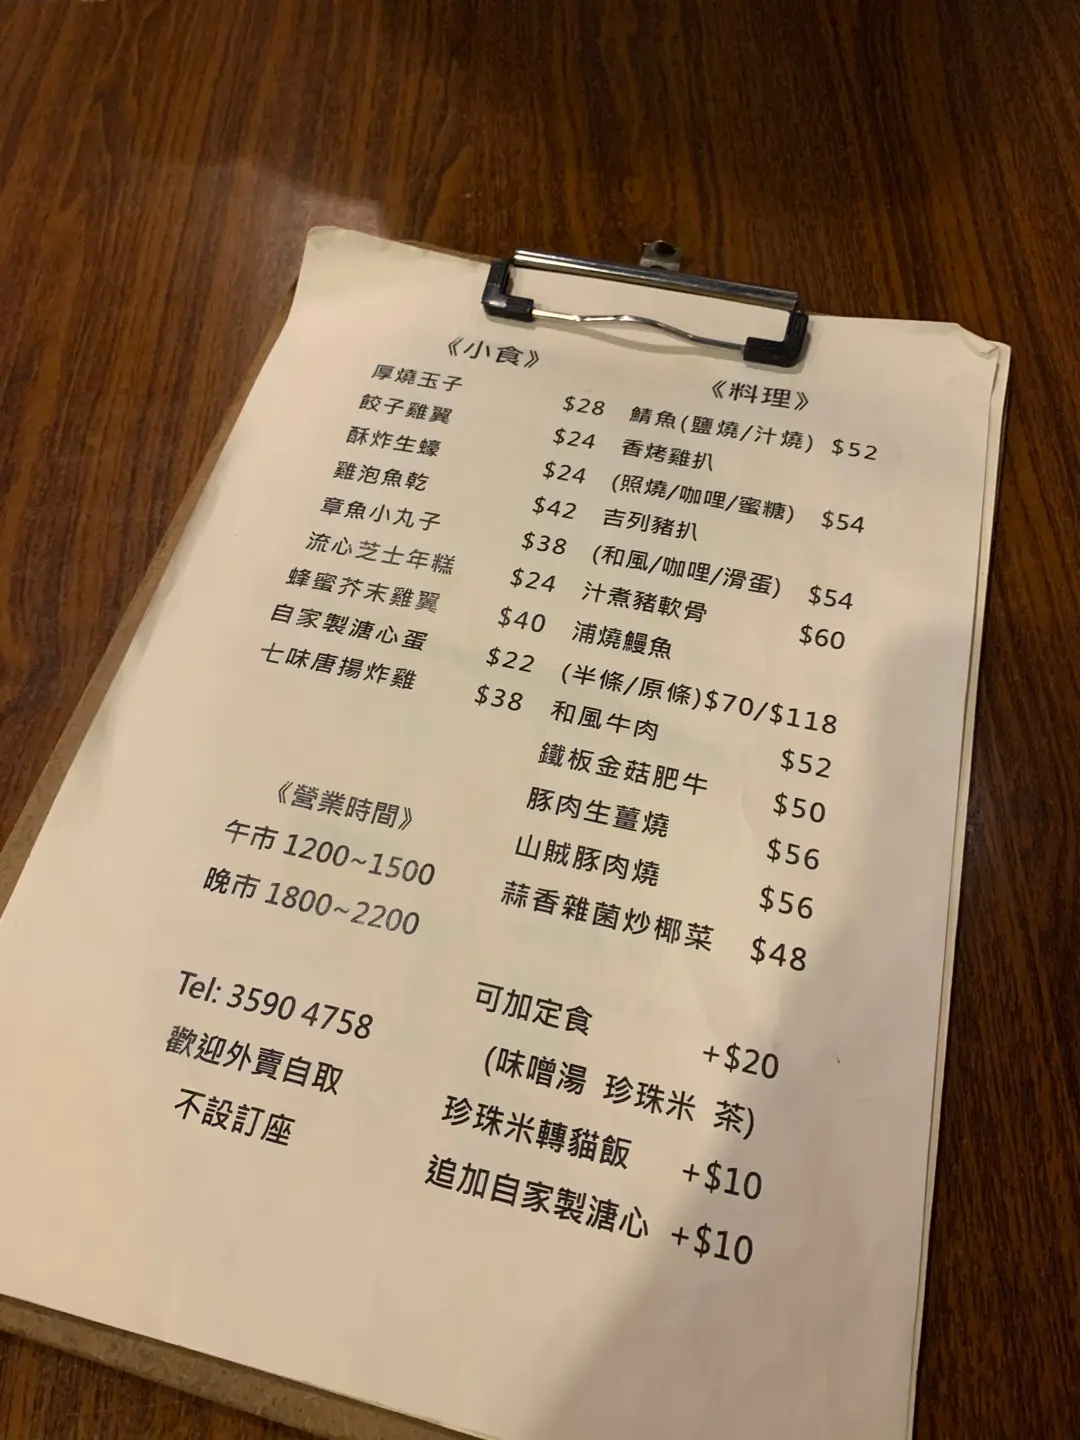 《小食》
厚燒玉子 $28
餃子雞翼 $24
酥炸生蠔 $24
雞泡魚乾 $42
章魚小丸子 $38
流心芝士年糕 $24
蜂蜜芥末雞翼 $40
自家製溏心蛋 $22
七味唐揚炸雞 $38
《營業時間》
午市 1200~1500
晚市 1800~2200
Tel: 3590 4758
歡迎外賣自取
不設訂座
《料理》
鯖魚(鹽燒/汁燒) $52
香烤雞扒
(照燒/咖哩/蜜糖) $54
吉列豬扒
(和風/咖哩/滑蛋) $54
汁煮豬軟骨 $60
浦燒鰻魚
(半條/原條)$70/$118
和風牛肉 $52
鐵板金菇肥牛 $50
豚肉生薑燒 $56
山賊豚肉燒 $56
蒜香雜菌炒椰菜 $48
可加定食 +$20
(味噌湯 珍珠米 茶)
珍珠米轉貓飯 +$10
追加自家製溏心 +$10